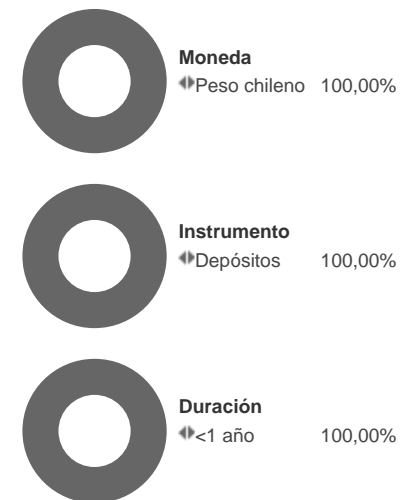 Moneda
Peso chileno 100,00%
Instrumento
Depósitos 100,00%
Duración
<1 año 100,00%